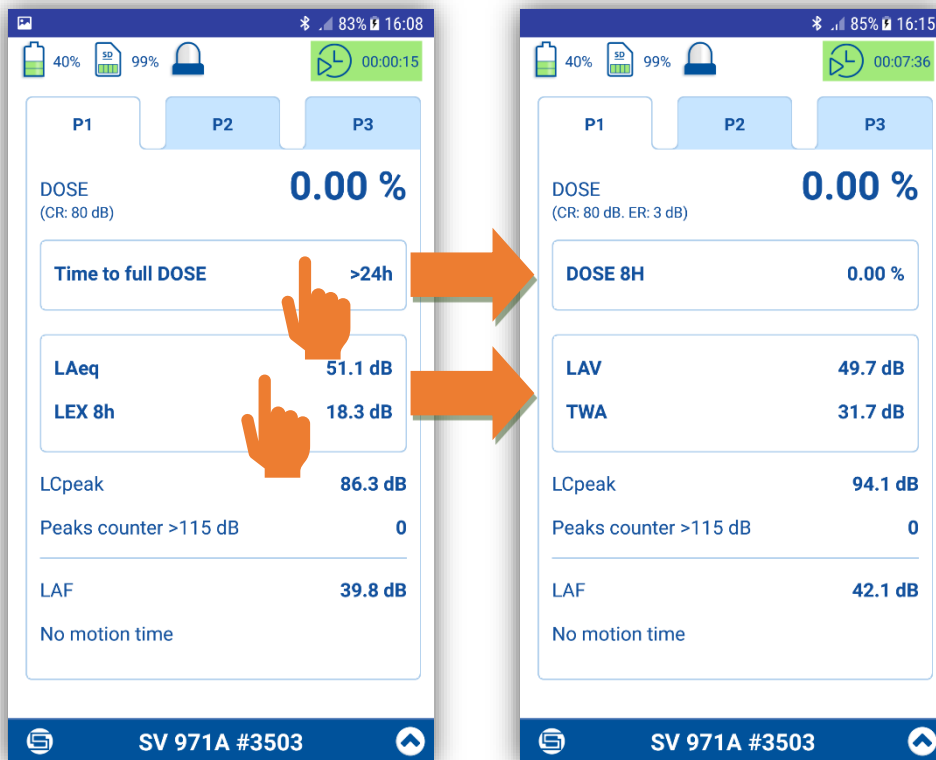 83% 16:08
40% SD 99% 00:00:15
P1 P2 P3
DOSE 0.00 %
(CR: 80 dB)
Time to full DOSE >24h
LAeq 51.1 dB
LEX 8h 18.3 dB
LCpeak 86.3 dB
Peaks counter >115 dB 0
LAF 39.8 dB
No motion time
SV 971A #3503
85% 16:15
40% SD 99% 00:07:36
P1 P2 P3
DOSE 0.00 %
(CR: 80 dB. ER: 3 dB)
DOSE 8H 0.00 %
LAV 49.7 dB
TWA 31.7 dB
LCpeak 94.1 dB
Peaks counter >115 dB 0
LAF 42.1 dB
No motion time
SV 971A #3503